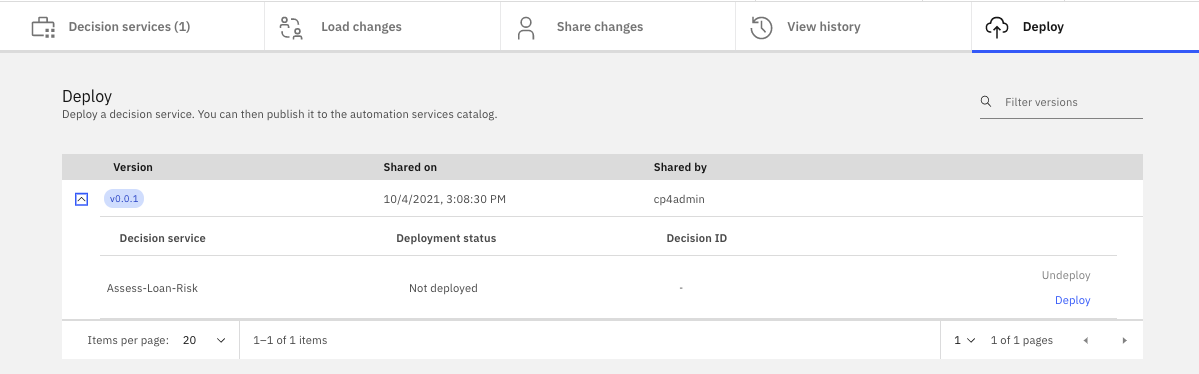 Decision services (1) Load changes Share changes View history Deploy
Deploy
Deploy a decision service. You can then publish it to the automation services catalog.
Filter versions
Version Shared on Shared by
v0.0.1 10/4/2021, 3:08:30 PM cp4admin
Decision service Deployment status Decision ID
Undeploy
Assess-Loan-Risk Not deployed -
Deploy
Items per page: 20 1–1 of 1 items 1 1 of 1 pages